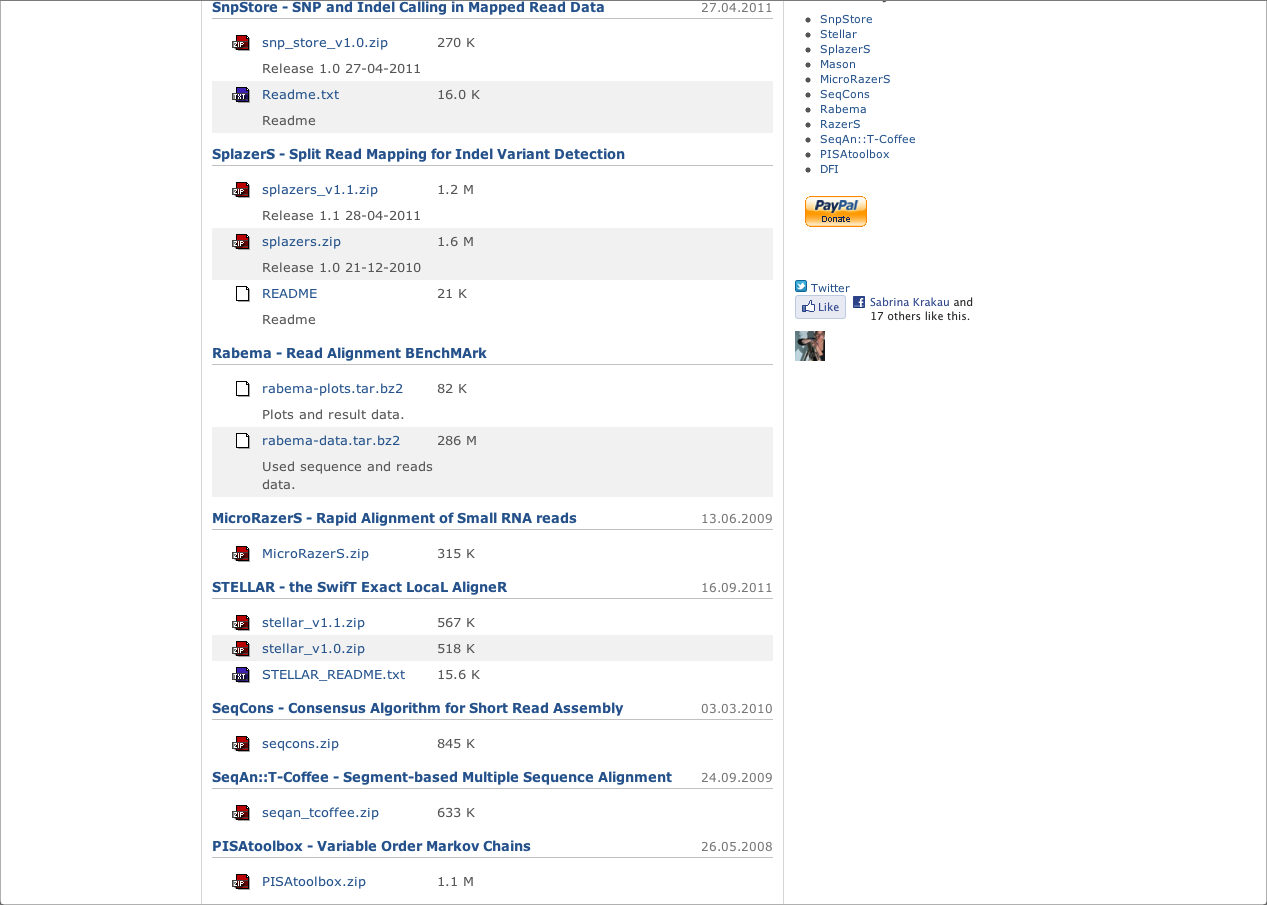 SnpStore - SNP and Indel Calling in Mapped Read Data 27.04.2011
snp_store_v1.0.zip 270 K
Release 1.0 27-04-2011
Readme.txt 16.0 K
Readme
SplazerS - Split Read Mapping for Indel Variant Detection
splazers_v1.1.zip 1.2 M
Release 1.1 28-04-2011
splazers.zip 1.6 M
Release 1.0 21-12-2010
README 21 K
Readme
Rabema - Read Alignment BEnchMArk
rabema-plots.tar.bz2 82 K
Plots and result data.
rabema-data.tar.bz2 286 M
Used sequence and reads
data.
MicroRazerS - Rapid Alignment of Small RNA reads 13.06.2009
MicroRazerS.zip 315 K
STELLAR - the SwifT Exact LocaL AligneR 16.09.2011
stellar_v1.1.zip 567 K
stellar_v1.0.zip 518 K
STELLAR_README.txt 15.6 K
SeqCons - Consensus Algorithm for Short Read Assembly 03.03.2010
seqcons.zip 845 K
SeqAn::T-Coffee - Segment-based Multiple Sequence Alignment 24.09.2009
seqan_tcoffee.zip 633 K
PISAtoolbox - Variable Order Markov Chains 26.05.2008
PISAtoolbox.zip 1.1 M
SnpStore
Stellar
SplazerS
Mason
MicroRazerS
SeqCons
Rabema
RazerS
SeqAn::T-Coffee
PISAtoolbox
DFI
PayPal
Donate
Twitter
Like Sabrina Krakau and
17 others like this.